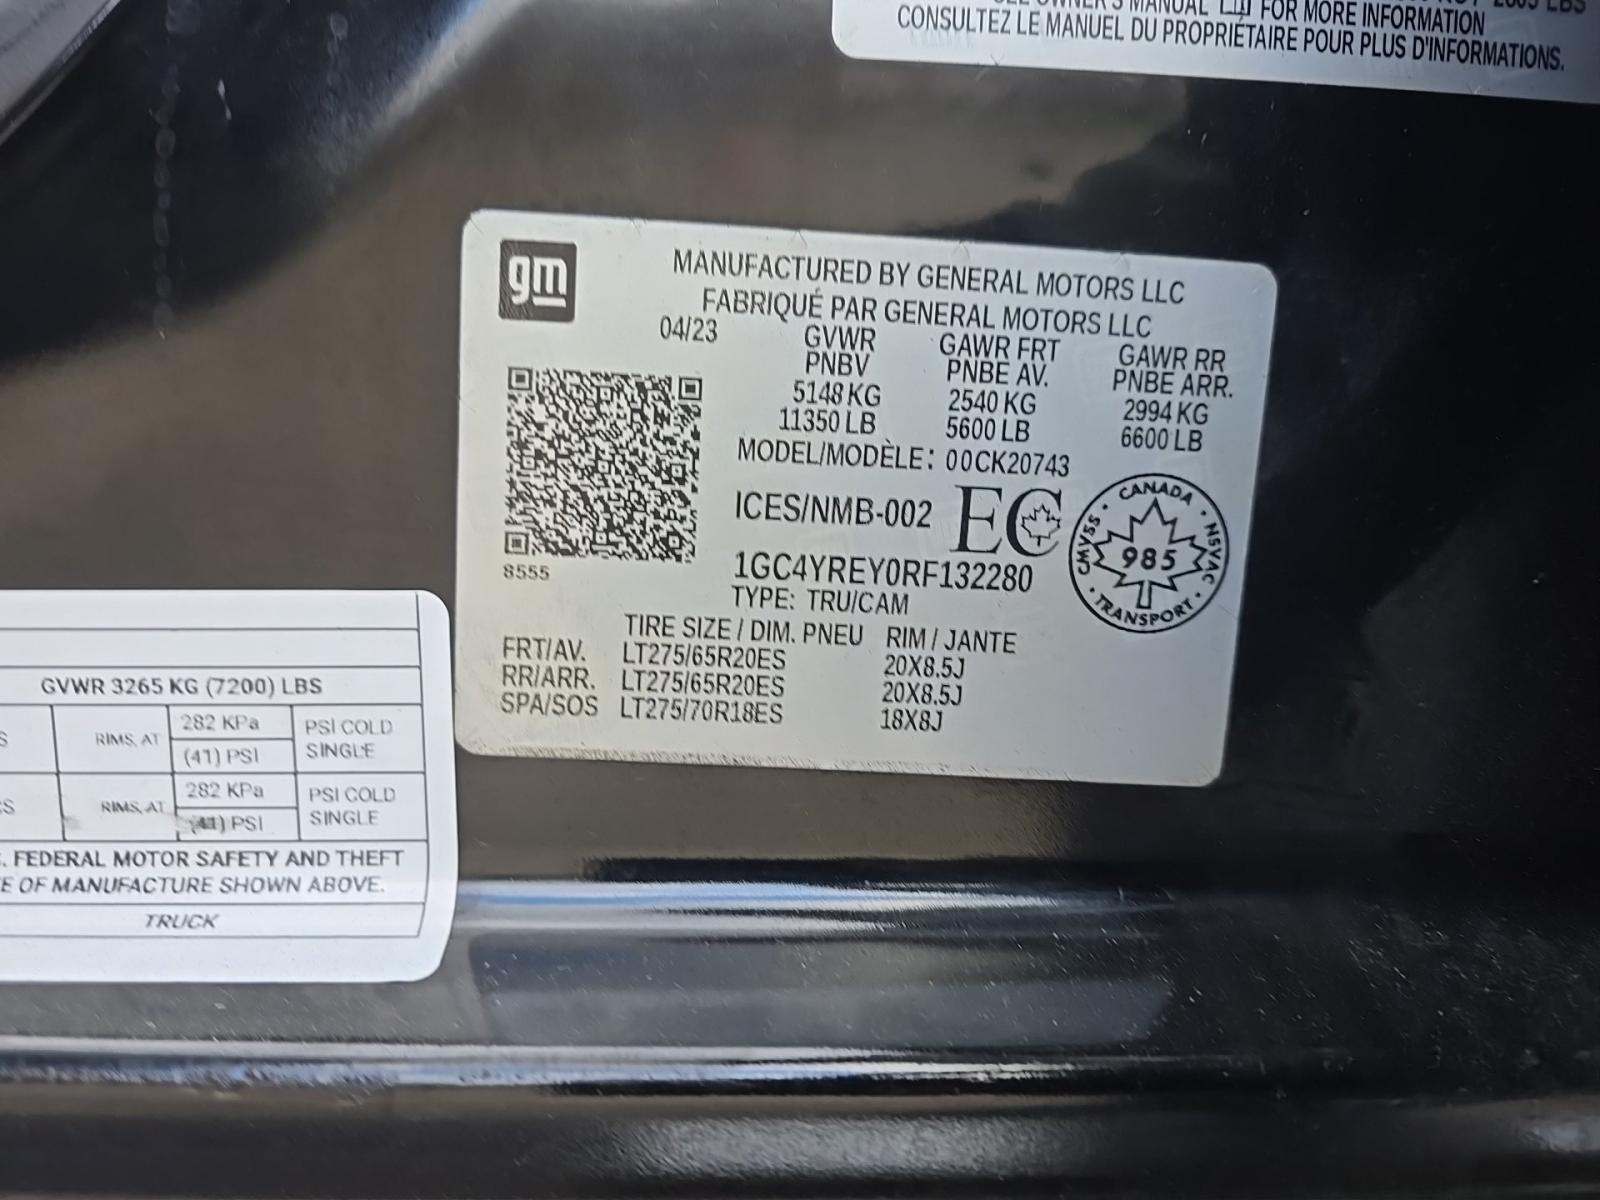 OWNER'S MANUAL FOR MORE INFORMATION
CONSULTEZ LE MANUEL DU PROPRIÉTAIRE POUR PLUS D'INFORMATIONS.
gm
MANUFACTURED BY GENERAL MOTORS LLC
FABRIQUÉ PAR GENERAL MOTORS LLC
04/23 GVWR GAWR FRT GAWR RR
PNBV PNBE AV. PNBE ARR.
5148 KG 2540 KG 2994 KG
11350 LB 5600 LB 6600 LB
MODEL/MODÈLE: 00CK20743
ICES/NMB-002 EC
CANADA
CMVSS 985 NSVAC
TRANSPORT
8555
1GC4YREY0RF132280
TYPE: TRU/CAM
TIRE SIZE / DIM. PNEU RIM / JANTE
FRT/AV. LT275/65R20ES 20X8.5J
RR/ARR. LT275/65R20ES 20X8.5J
SPA/SOS LT275/70R18ES 18X8J
GVWR 3265 KG (7200) LBS
S RIMS, AT 282 KPa PSI COLD
(41) PSI SINGLE
S RIMS, AT 282 KPa PSI COLD
(41) PSI SINGLE
. FEDERAL MOTOR SAFETY AND THEFT
E OF MANUFACTURE SHOWN ABOVE.
TRUCK